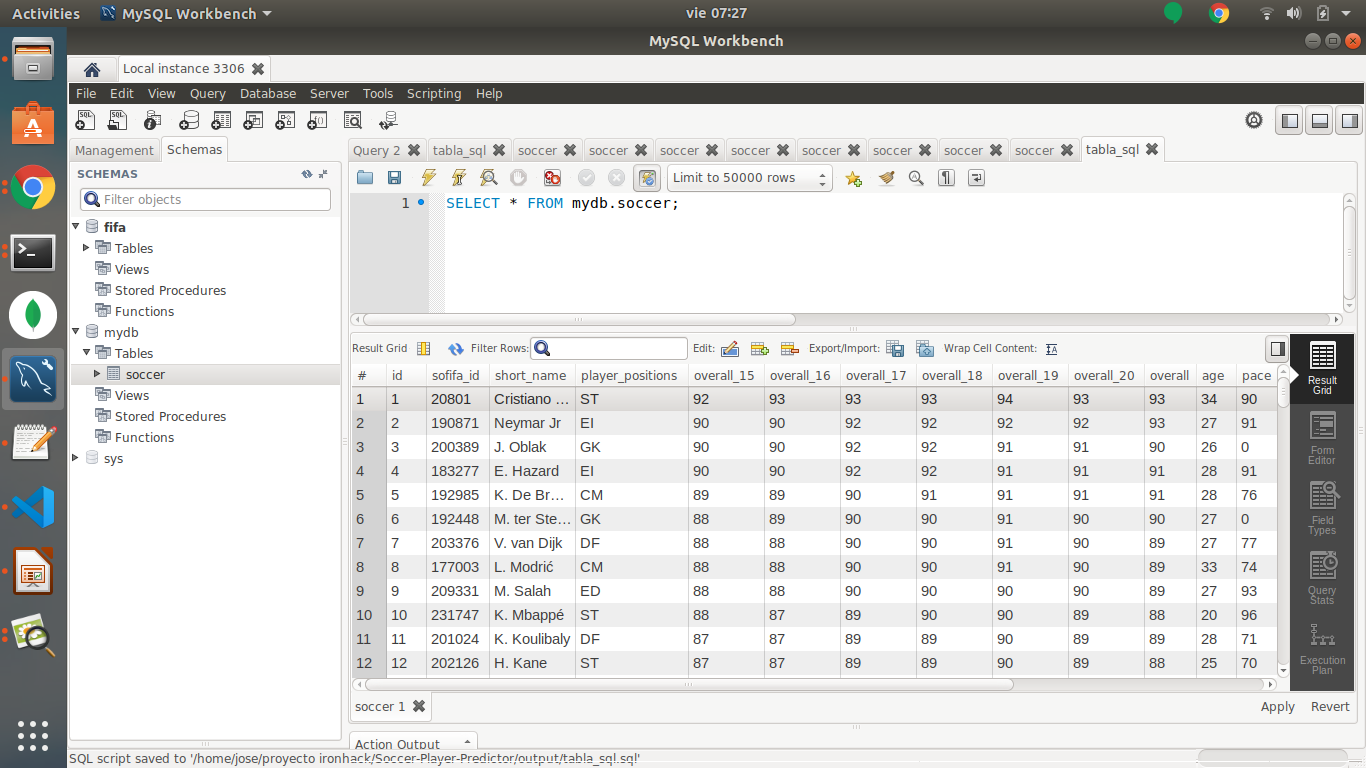 Activities MySQL Workbench vie 07:27
MySQL Workbench
Local instance 3306
File Edit View Query Database Server Tools Scripting Help
Management Schemas
SCHEMAS
Filter objects
fifa
Tables
Views
Stored Procedures
Functions
mydb
Tables
soccer
Views
Stored Procedures
Functions
sys
Query 2 tabla_sql soccer soccer soccer soccer soccer soccer soccer soccer tabla_sql
Limit to 50000 rows
1 SELECT * FROM mydb.soccer;
Result Grid Filter Rows: Edit: Export/Import: Wrap Cell Content:
# id sofifa_id short_name player_positions overall_15 overall_16 overall_17 overall_18 overall_19 overall_20 overall age pace
1 1 20801 Cristiano ... ST 92 93 93 93 94 93 93 34 90
2 2 190871 Neymar Jr EI 90 90 92 92 92 92 93 27 91
3 3 200389 J. Oblak GK 90 90 92 92 91 91 90 26 0
4 4 183277 E. Hazard EI 90 90 92 92 91 91 91 28 91
5 5 192985 K. De Br... CM 89 89 90 91 91 91 91 28 76
6 6 192448 M. ter Ste... GK 88 89 90 90 91 90 90 27 0
7 7 203376 V. van Dijk DF 88 88 90 90 91 90 89 27 77
8 8 177003 L. Modrić CM 88 88 90 90 91 90 89 33 74
9 9 209331 M. Salah ED 88 88 90 90 90 90 89 27 93
10 10 231747 K. Mbappé ST 88 87 89 90 90 89 88 20 96
11 11 201024 K. Koulibaly DF 87 87 89 89 90 89 89 28 71
12 12 202126 H. Kane ST 87 87 89 89 90 89 88 25 70
Result
Grid
Form
Editor
Field
Types
Query
Stats
Execution
Plan
soccer 1 Apply Revert
Action Output
SQL script saved to '/home/jose/proyecto ironhack/Soccer-Player-Predictor/output/tabla_sql.sql'